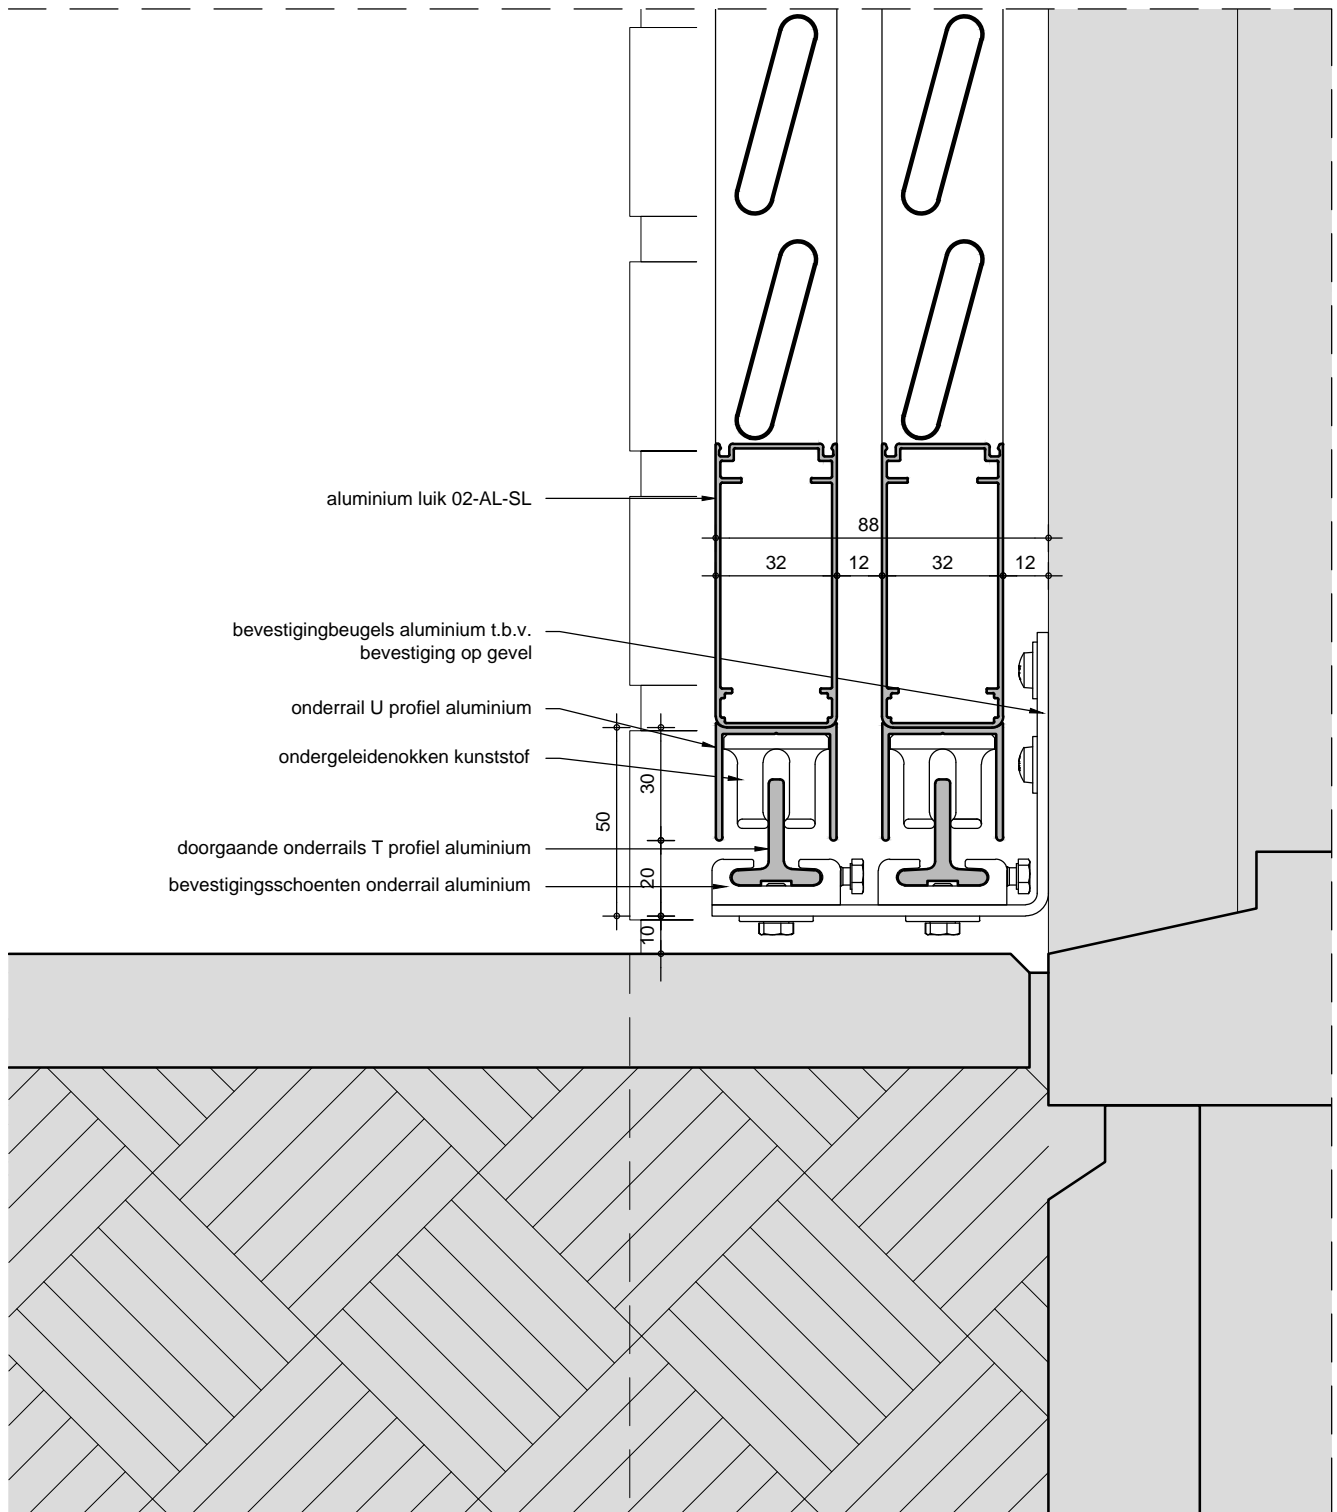 aluminium luik 02-AL-SL
88
32
12
32
12
bevestigingbeugels aluminium t.b.v.
bevestiging op gevel
onderrail U profiel aluminium
ondergeleidenokken kunststof
30
50
doorgaande onderrails T profiel aluminium
bevestigingsschoenten onderrail aluminium
20
10